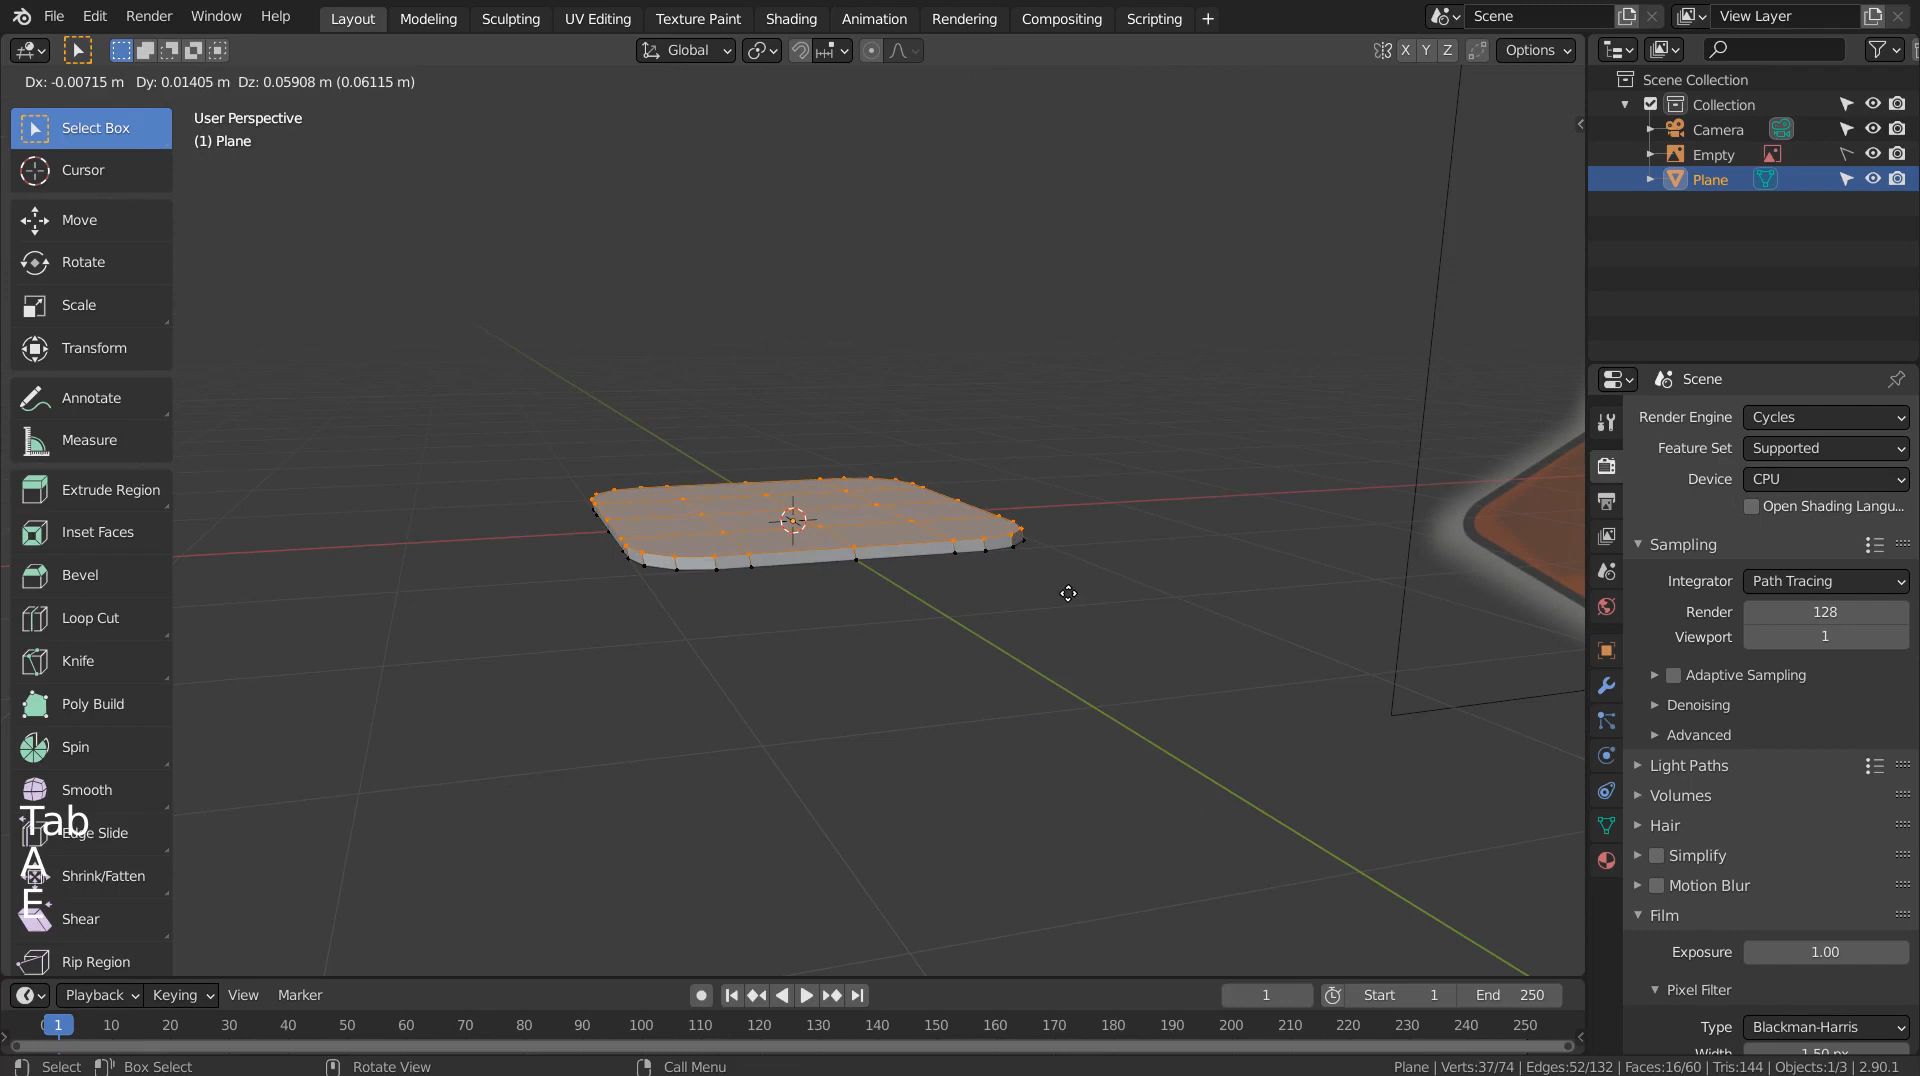 File Edit Render Window Help Layout Modeling Sculpting UV Editing Texture Paint Shading Animation Rendering Compositing Scripting + Scene View Layer
Global X Y Z Options
Dx: -0.00715 m Dy: 0.01405 m Dz: 0.05908 m (0.06115 m)
User Perspective
(1) Plane
Select Box
Cursor
Move
Rotate
Scale
Transform
Annotate
Measure
Extrude Region
Inset Faces
Bevel
Loop Cut
Knife
Poly Build
Spin
Smooth
Edge Slide
Shrink/Fatten
Shear
Rip Region
Tab
A
E
Scene Collection
Collection
Camera
Empty
Plane
Scene
Render Engine Cycles
Feature Set Supported
Device CPU
Open Shading Langu...
Sampling
Integrator Path Tracing
Render 128
Viewport 1
Adaptive Sampling
Denoising
Advanced
Light Paths
Volumes
Hair
Simplify
Motion Blur
Film
Exposure 1.00
Pixel Filter
Type Blackman-Harris
Width 1.50 px
Playback Keying View Marker 1 Start 1 End 250
1 10 20 30 40 50 60 70 80 90 100 110 120 130 140 150 160 170 180 190 200 210 220 230 240 250
Select Box Select Rotate View Call Menu Plane | Verts:37/74 | Edges:52/132 | Faces:16/60 | Tris:144 | Objects:1/3 | 2.90.1